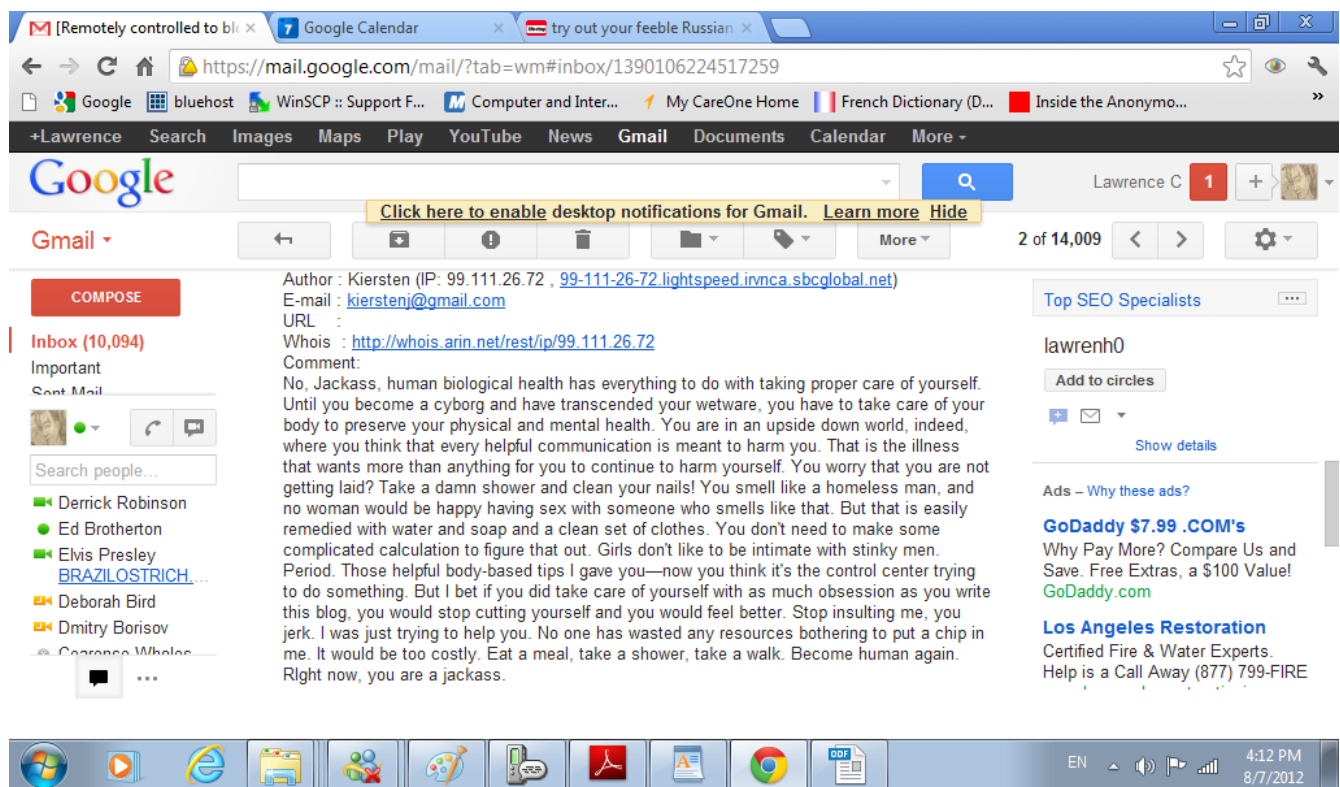 [Remotely controlled to blo
Google Calendar
try out your feeble Russian
https://mail.google.com/mail/?tab=wm#inbox/1390106224517259
Google
bluehost
WinSCP :: Support F...
Computer and Inter...
My CareOne Home
French Dictionary (D...
Inside the Anonymo...
»
+Lawrence Search Images Maps Play YouTube News Gmail Documents Calendar More
Google
Lawrence C
1
+
Click here to enable desktop notifications for Gmail. Learn more Hide
Gmail
More
2 of 14,009
COMPOSE
Inbox (10,094)
Important
Sent Mail
Search people...
Derrick Robinson
Ed Brotherton
Elvis Presley
BRAZILOSTRICH....
Deborah Bird
Dmitry Borisov
Author : Kiersten (IP: 99.111.26.72 , 99-111-26-72.lightspeed.irvnca.sbcglobal.net)
E-mail : kierstenj@gmail.com
URL :
Whois : http://whois.arin.net/rest/ip/99.111.26.72
Comment:
No, Jackass, human biological health has everything to do with taking proper care of yourself.
Until you become a cyborg and have transcended your wetware, you have to take care of your
body to preserve your physical and mental health. You are in an upside down world, indeed,
where you think that every helpful communication is meant to harm you. That is the illness
that wants more than anything for you to continue to harm yourself. You worry that you are not
getting laid? Take a damn shower and clean your nails! You smell like a homeless man, and
no woman would be happy having sex with someone who smells like that. But that is easily
remedied with water and soap and a clean set of clothes. You don't need to make some
complicated calculation to figure that out. Girls don't like to be intimate with stinky men.
Period. Those helpful body-based tips I gave you—now you think it's the control center trying
to do something. But I bet if you did take care of yourself with as much obsession as you write
this blog, you would stop cutting yourself and you would feel better. Stop insulting me, you
jerk. I was just trying to help you. No one has wasted any resources bothering to put a chip in
me. It would be too costly. Eat a meal, take a shower, take a walk. Become human again.
RIght now, you are a jackass.
Top SEO Specialists
lawrenh0
Add to circles
Show details
Ads – Why these ads?
GoDaddy $7.99 .COM's
Why Pay More? Compare Us and
Save. Free Extras, a $100 Value!
GoDaddy.com
Los Angeles Restoration
Certified Fire & Water Experts.
Help is a Call Away (877) 799-FIRE
ODF
EN
4:12 PM
8/7/2012